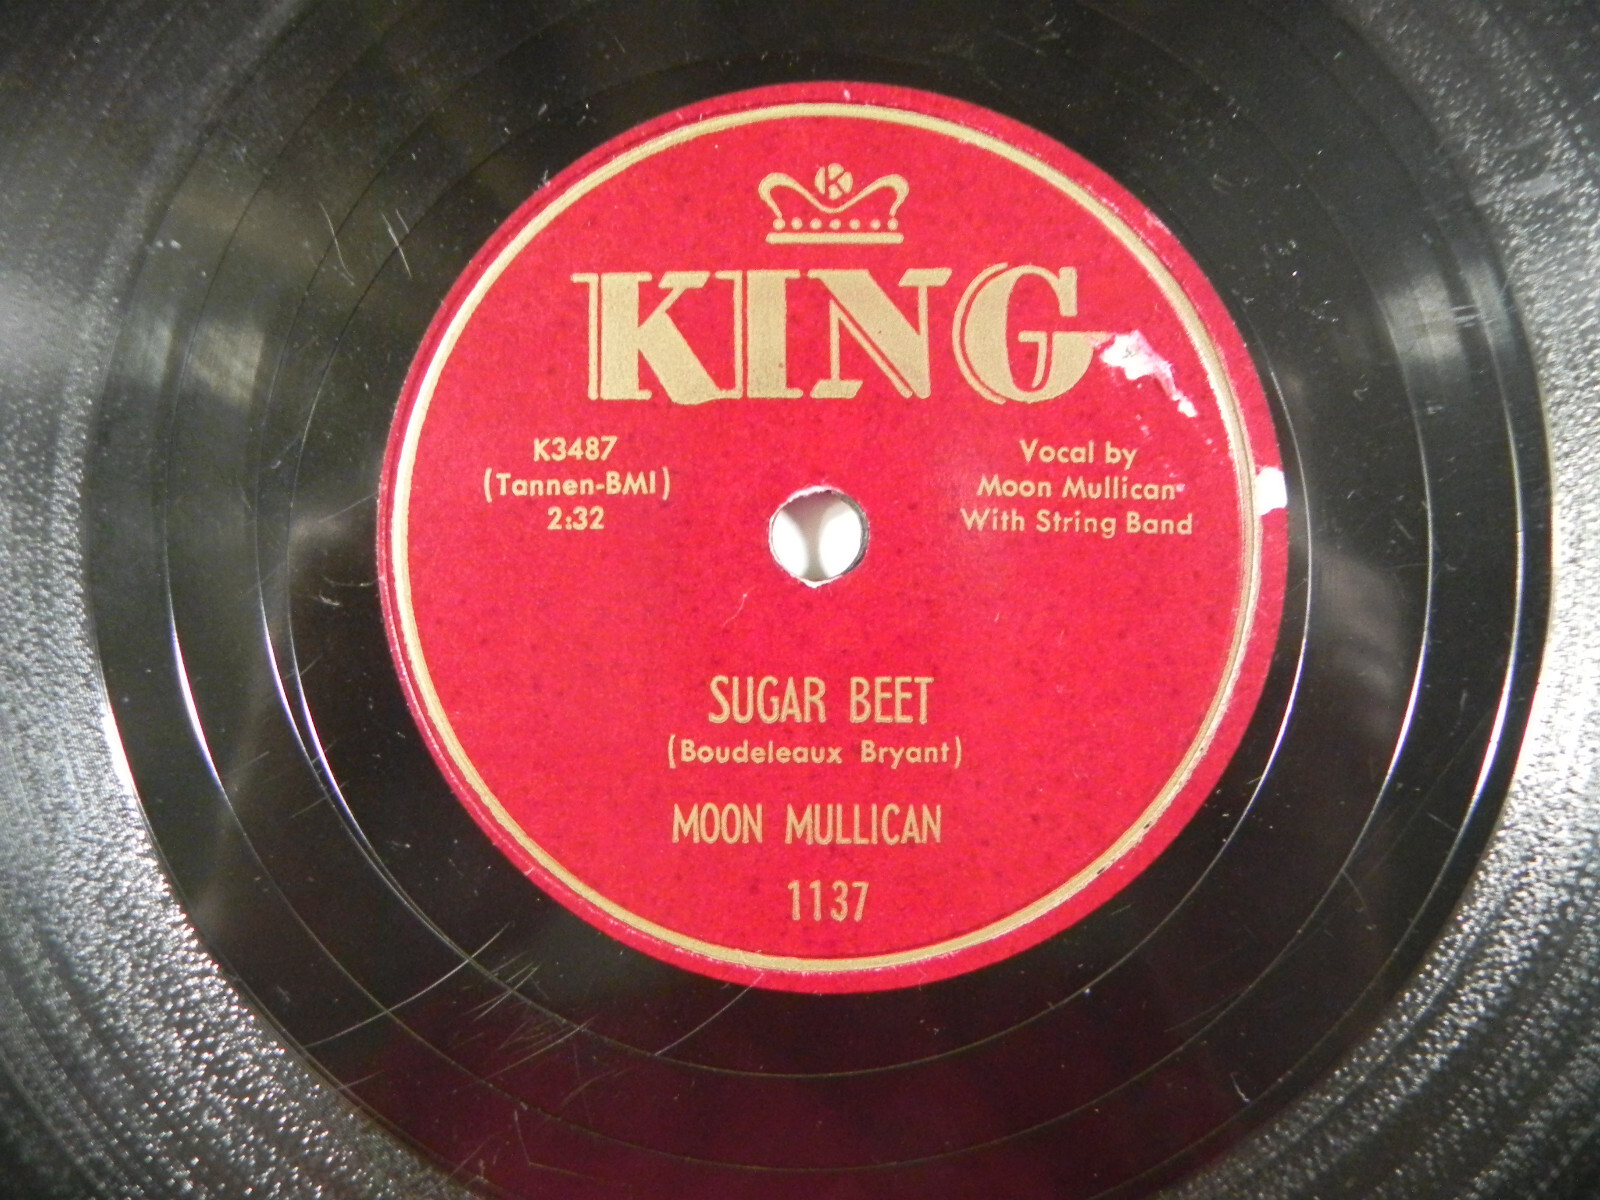 K
KING
K3487
(Tannen-BMI)
2:32
Vocal by
Moon Mullican
With String Band
SUGAR BEET
(Boudeleaux Bryant)
MOON MULLICAN
1137